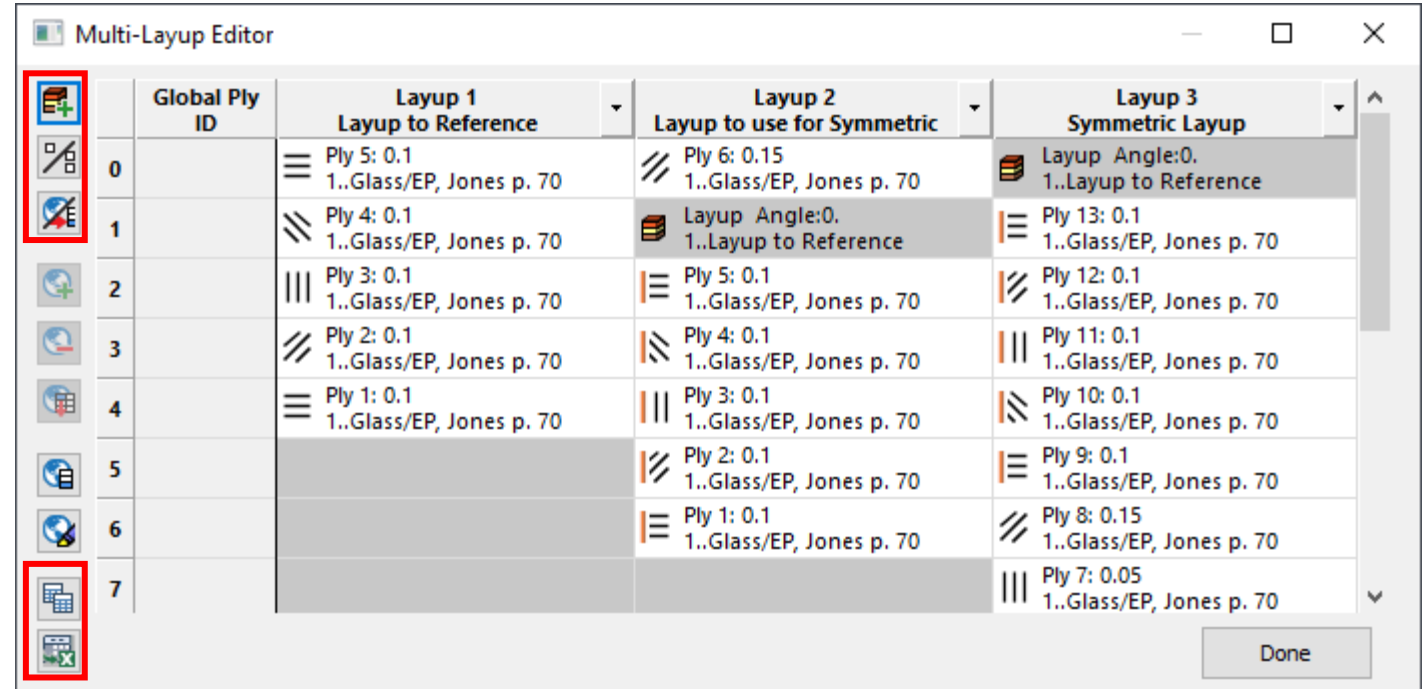 Multi-Layup Editor
Global Ply
ID
Layup 1
Layup to Reference
Layup 2
Layup to use for Symmetric
Layup 3
Symmetric Layup
0
Ply 5: 0.1
1..Glass/EP, Jones p. 70
Ply 6: 0.15
1..Glass/EP, Jones p. 70
Layup Angle:0.
1..Layup to Reference
1
Ply 4: 0.1
1..Glass/EP, Jones p. 70
Layup Angle:0.
1..Layup to Reference
Ply 13: 0.1
1..Glass/EP, Jones p. 70
2
Ply 3: 0.1
1..Glass/EP, Jones p. 70
Ply 5: 0.1
1..Glass/EP, Jones p. 70
Ply 12: 0.1
1..Glass/EP, Jones p. 70
3
Ply 2: 0.1
1..Glass/EP, Jones p. 70
Ply 4: 0.1
1..Glass/EP, Jones p. 70
Ply 11: 0.1
1..Glass/EP, Jones p. 70
4
Ply 1: 0.1
1..Glass/EP, Jones p. 70
Ply 3: 0.1
1..Glass/EP, Jones p. 70
Ply 10: 0.1
1..Glass/EP, Jones p. 70
5
Ply 2: 0.1
1..Glass/EP, Jones p. 70
Ply 9: 0.1
1..Glass/EP, Jones p. 70
6
Ply 1: 0.1
1..Glass/EP, Jones p. 70
Ply 8: 0.15
1..Glass/EP, Jones p. 70
7
Ply 7: 0.05
1..Glass/EP, Jones p. 70
Done